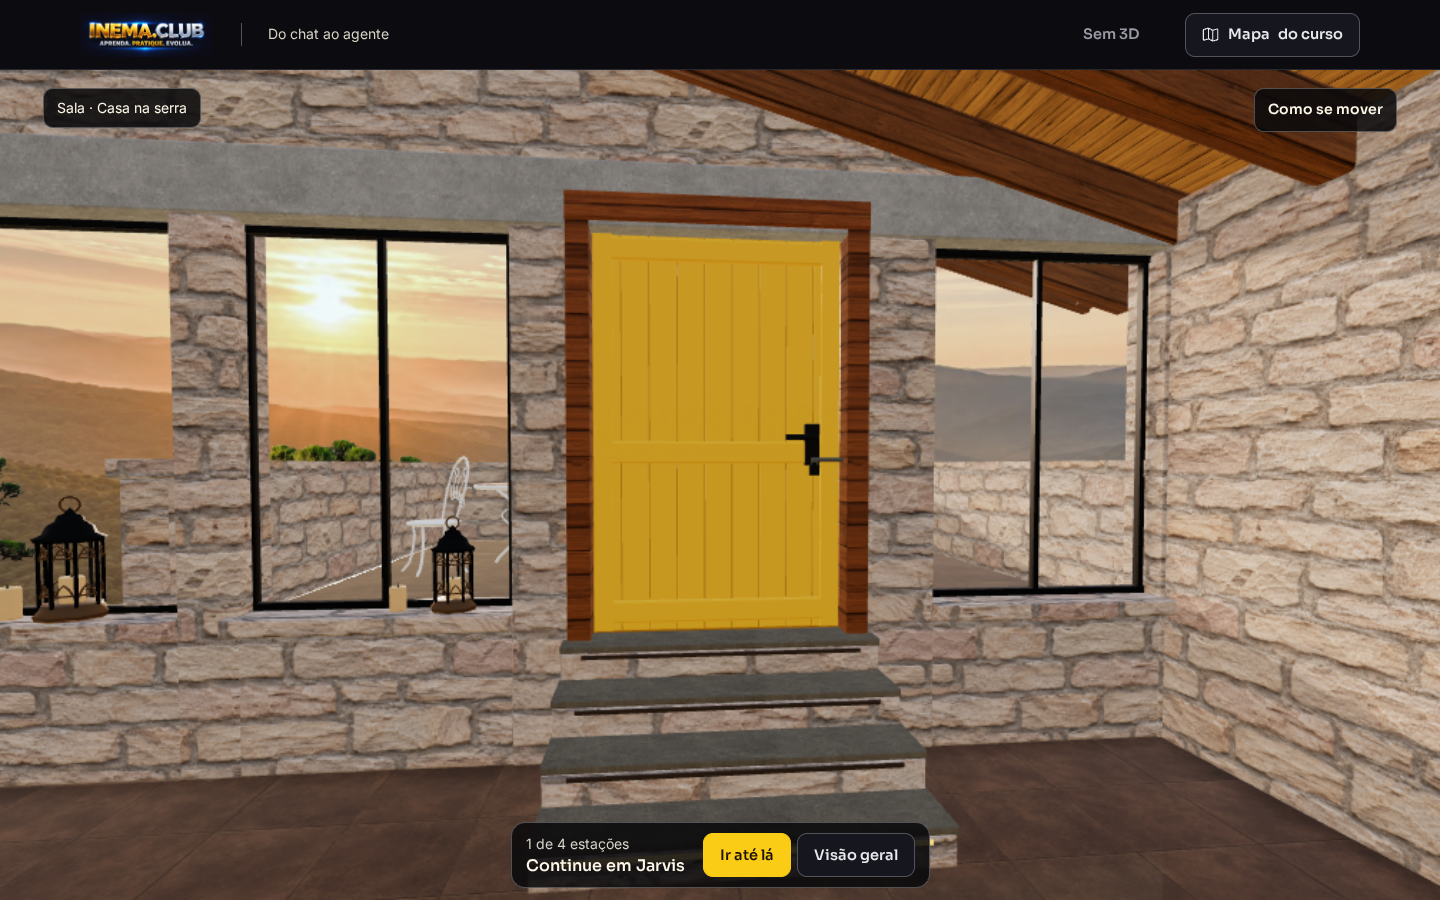 INEMA.CLUB
APRENDA. PRATIQUE. EVOLUA.
Do chat ao agente
Sem 3D
Mapa do curso
Sala · Casa na serra
Como se mover
1 de 4 estações
Continue em Jarvis
Ir até lá
Visão geral